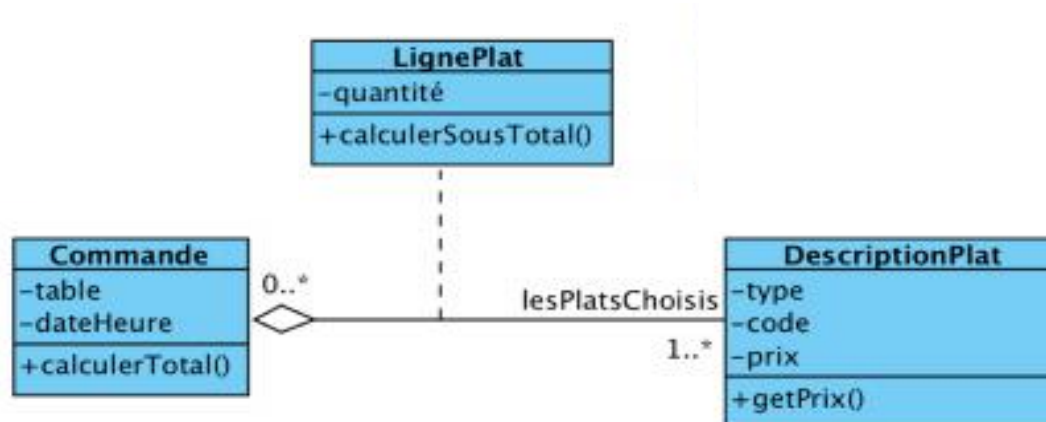 LignePlat
-quantité
+calculerSousTotal()
Commande
-table
-dateHeure
+calculerTotal()
0..*
lesPlatsChoisis
1..*
DescriptionPlat
-type
-code
-prix
+getPrix()